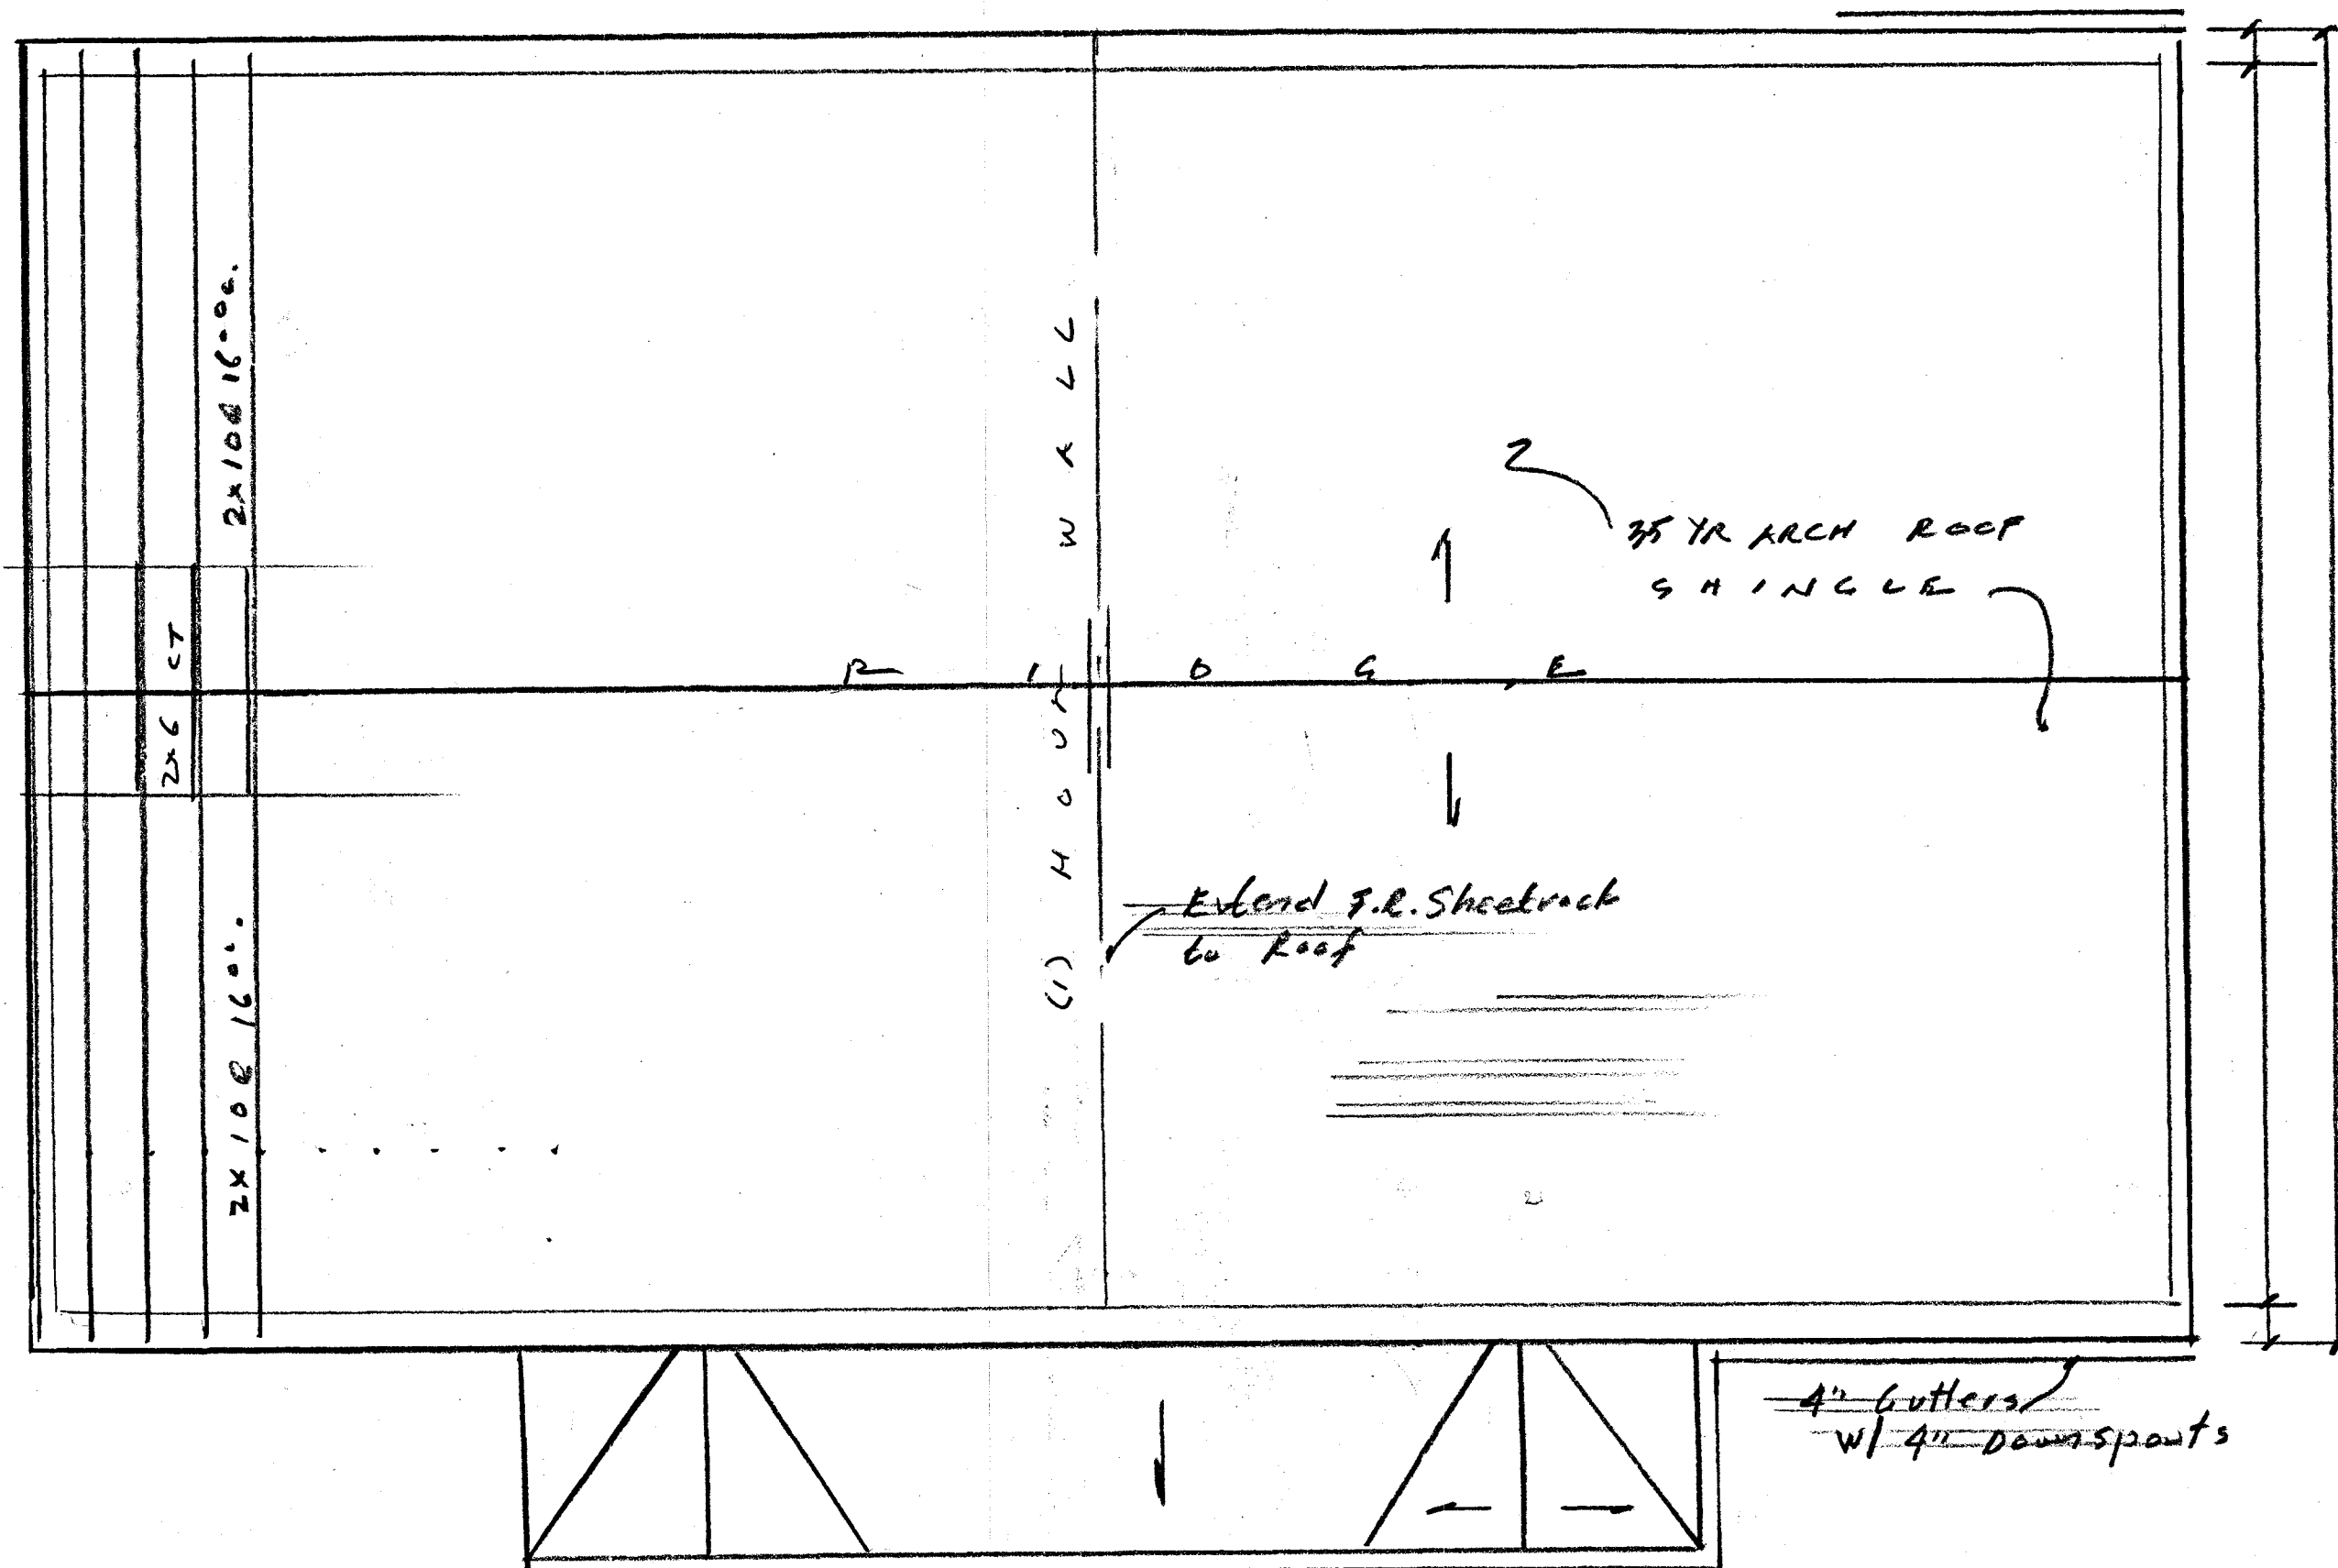 2x10@ 16"oc.
2x6 CT
2x10@ 16"o.c.
(1) HOUR WALL
RIDGE
35 YR ARCH ROOF
SHINGLE
Extend F.R. Sheetrock
to Roof
4" Gutters
w/ 4" Downspouts